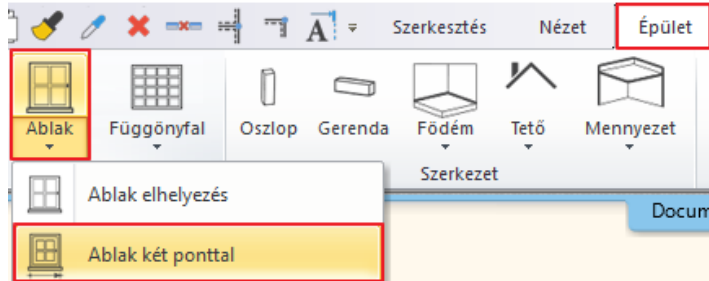 A Szerkesztés Nézet Épület
Ablak Függönyfal Oszlop Gerenda Födém Tető Mennyezet
Szerkezet
Ablak elhelyezés
Docum
Ablak két ponttal